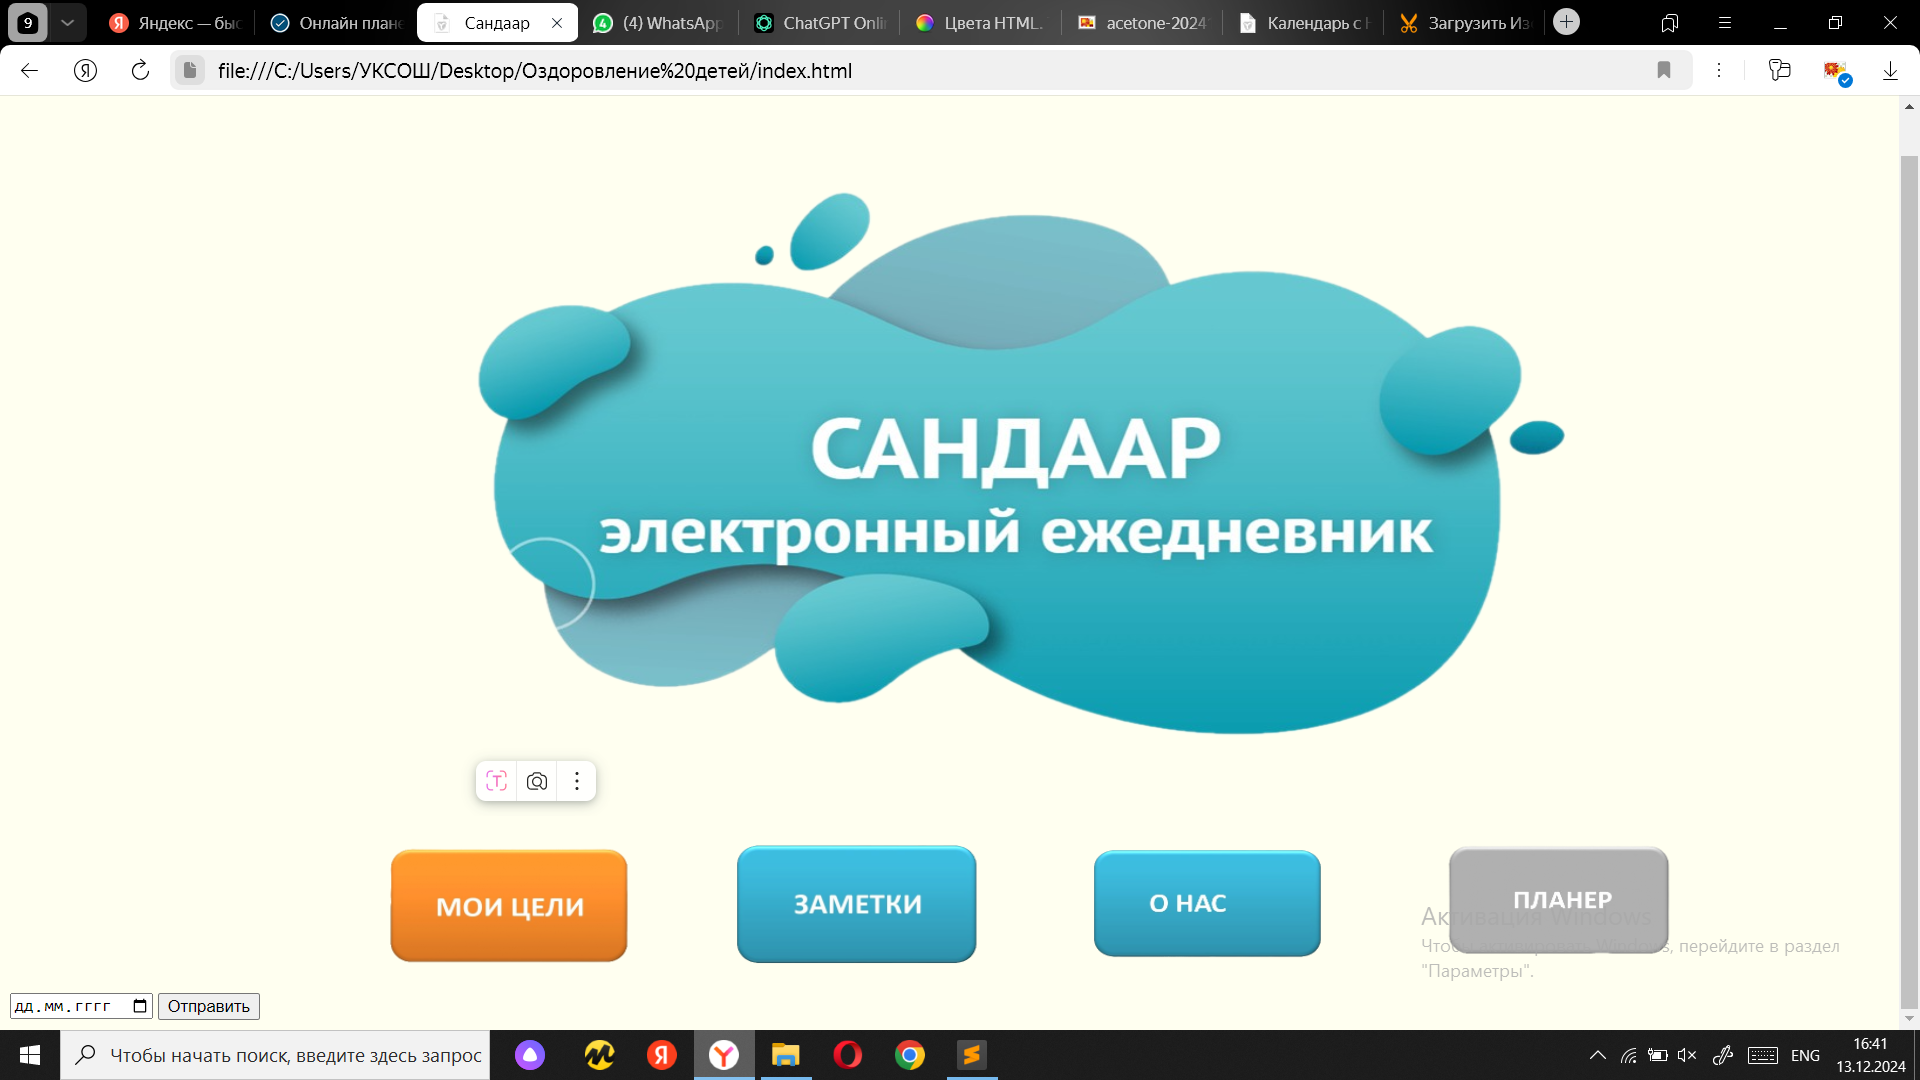 9
Яндекс — быс
Онлайн плане
Сандаар
(4) WhatsApp
ChatGPT Onli
Цвета HTML.
acetone-2024
Календарь с
Загрузить Из
file:///C:/Users/УКСОШ/Desktop/Оздоровление%20детей/index.html
САНДААР
электронный ежедневник
МОИ ЦЕЛИ
ЗАМЕТКИ
О НАС
ПЛАНЕР
Активация Windows
Чтобы активировать Windows, перейдите в раздел
"Параметры".
дд.мм.гггг
Отправить
Чтобы начать поиск, введите здесь запрос
ENG
16:41
13.12.2024